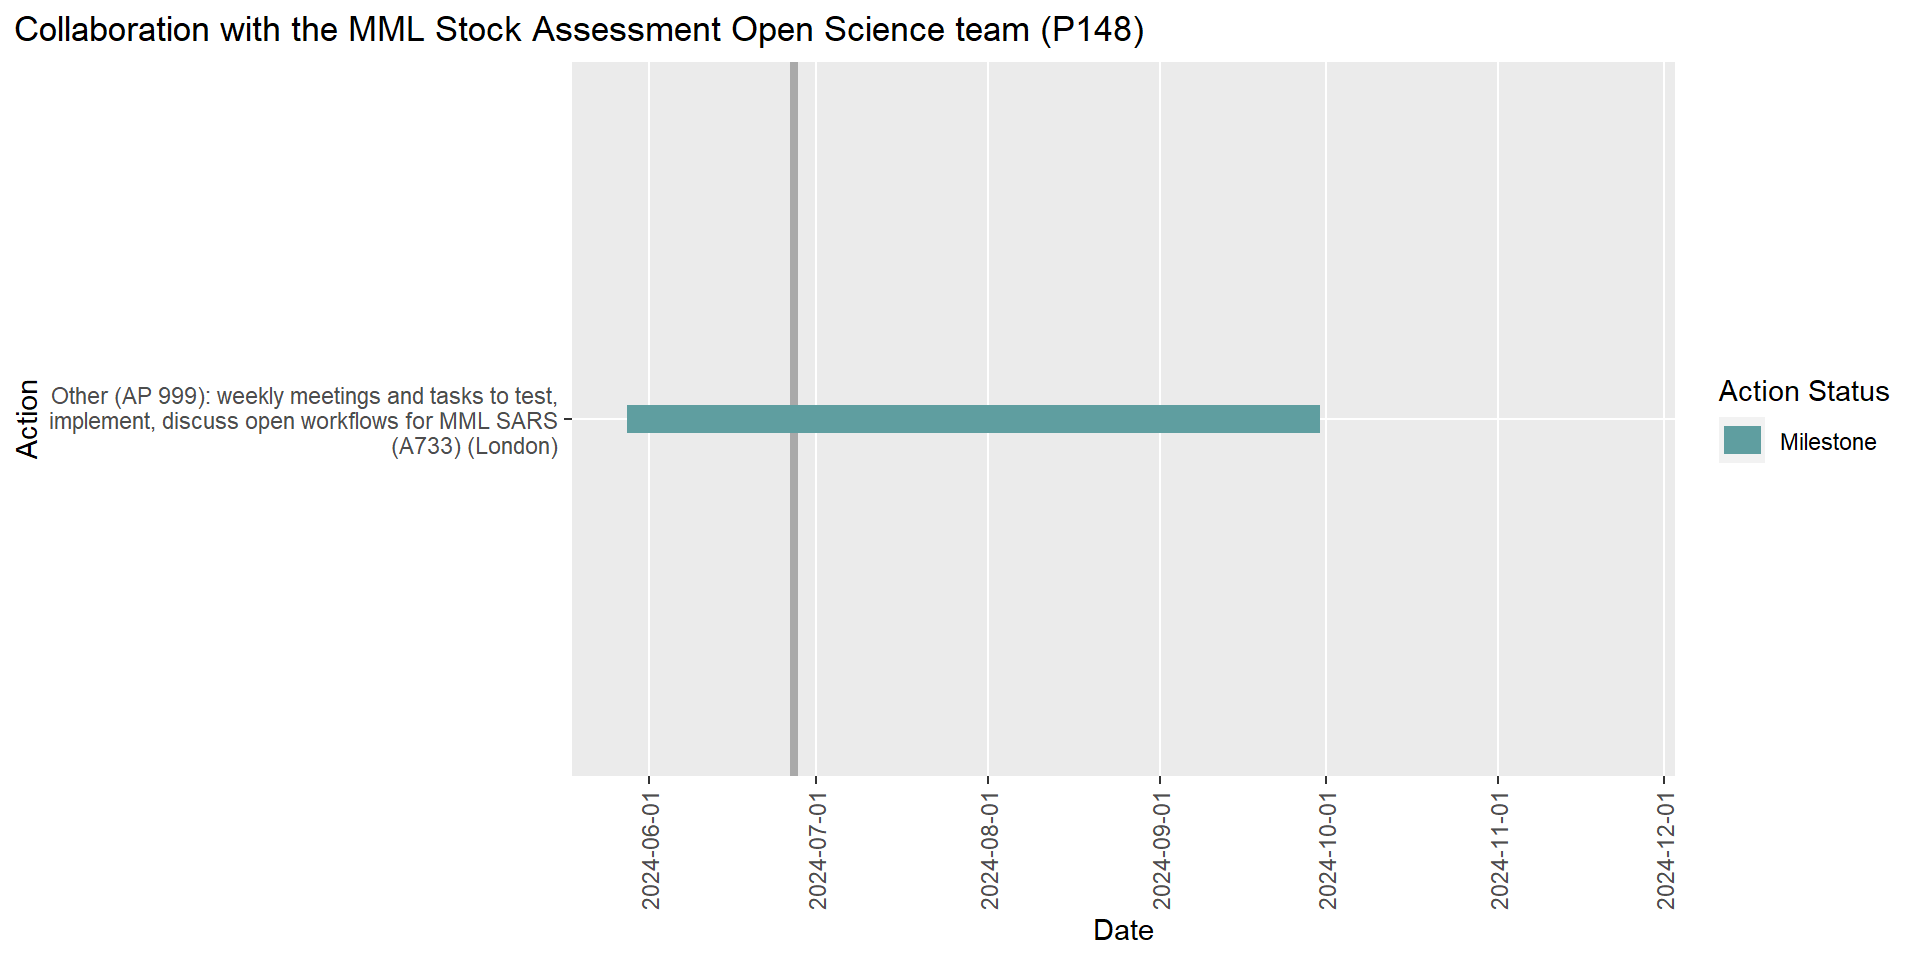 Collaboration with the MML Stock Assessment Open Science team (P148)
Action
Other (AP 999): weekly meetings and tasks to test,
implement, discuss open workflows for MML SARS
(A733) (London)
Action Status
Milestone
2024-06-01
2024-07-01
2024-08-01
2024-09-01
2024-10-01
2024-11-01
2024-12-01
Date